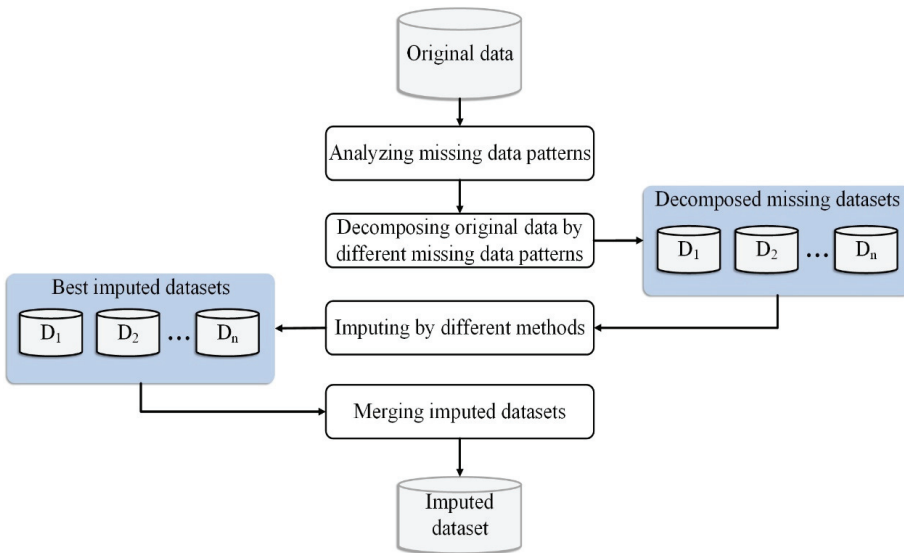 Original data
Analyzing missing data patterns
Decomposing original data by
different missing data patterns
Decomposed missing datasets
D₁ D₂ ... Dₙ
Best imputed datasets
D₁ D₂ ... Dₙ
Imputing by different methods
Merging imputed datasets
Imputed
dataset